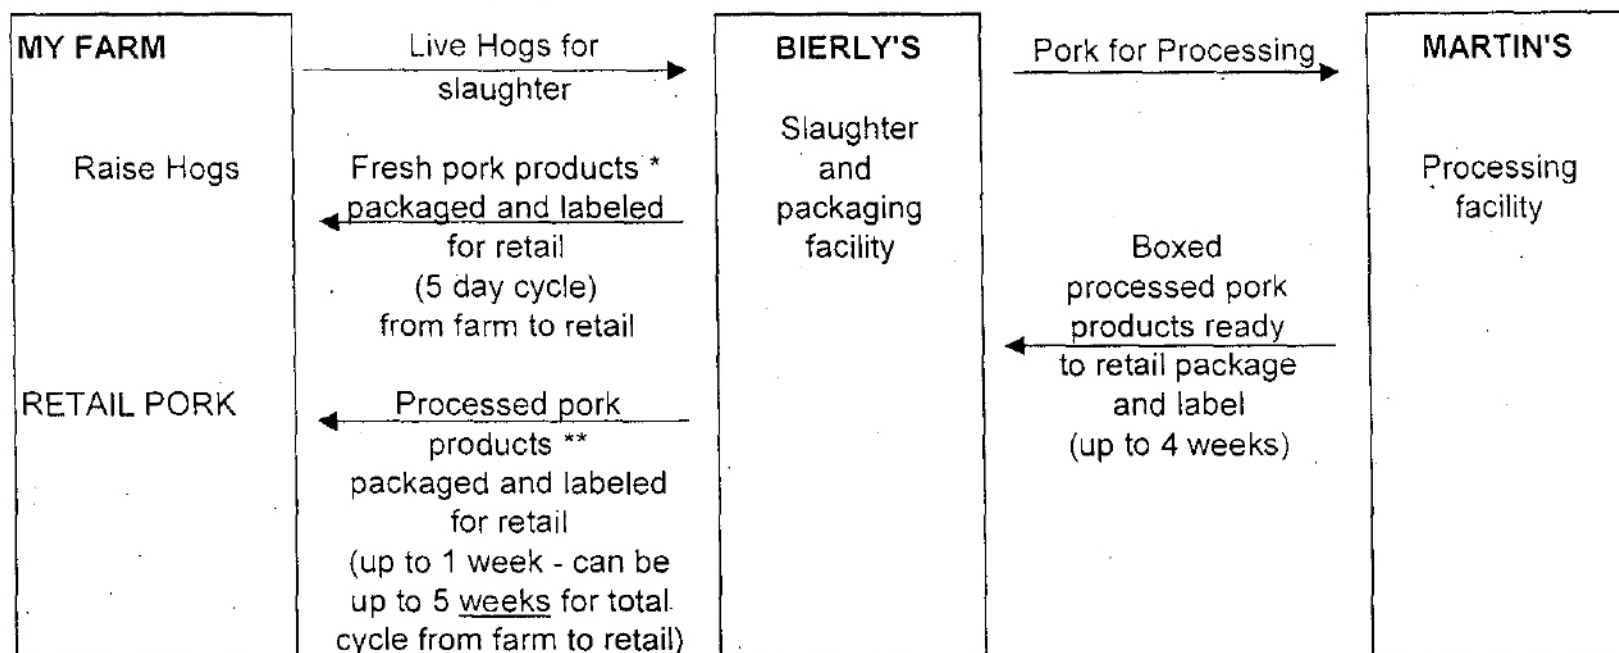 MY FARM
Raise Hogs
RETAIL PORK
Live Hogs for
slaughter
Fresh pork products *
packaged and labeled
for retail
(5 day cycle)
from farm to retail
Processed pork
products **
packaged and labeled
for retail
(up to 1 week - can be
up to 5 weeks for total
cycle from farm to retail)
BIERLY'S
Slaughter
and
packaging
facility
Pork for Processing
Boxed
processed pork
products ready
to retail package
and label
(up to 4 weeks)
MARTIN'S
Processing
facility